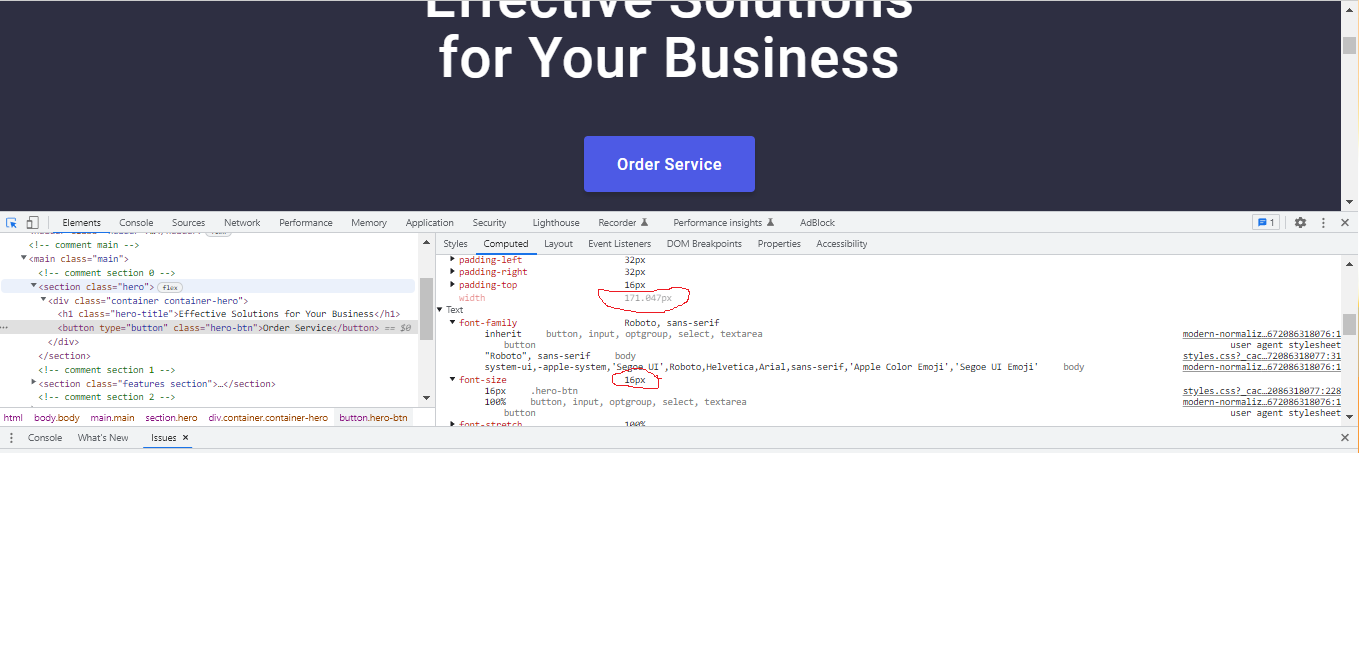 Effective Solutions
for Your Business
Order Service
Elements Console Sources Network Performance Memory Application Security Lighthouse Recorder Performance insights AdBlock 1
<!-- comment main -->
<main class="main">
<!-- comment section 0 -->
<section class="hero"> flex
<div class="container container-hero">
<h1 class="hero-title">Effective Solutions for Your Business</h1>
<button type="button" class="hero-btn">Order Service</button> == $0
</div>
</section>
<!-- comment section 1 -->
<section class="features section">…</section>
<!-- comment section 2 -->
html body.body main.main section.hero div.container.container-hero button.hero-btn
Styles Computed Layout Event Listeners DOM Breakpoints Properties Accessibility
padding-left 32px
padding-right 32px
padding-top 16px
width 171.047px
Text
font-family Roboto, sans-serif
inherit button, input, optgroup, select, textarea modern-normaliz…672086318076:1
button user agent stylesheet
"Roboto", sans-serif body styles.css?_cac…72086318077:31
system-ui,-apple-system,'Segoe UI',Roboto,Helvetica,Arial,sans-serif,'Apple Color Emoji','Segoe UI Emoji' body modern-normaliz…672086318076:1
font-size 16px
16px .hero-btn styles.css?_cac…2086318077:228
100% button, input, optgroup, select, textarea modern-normaliz…672086318076:1
button user agent stylesheet
font-stretch 100%
Console What's New Issues